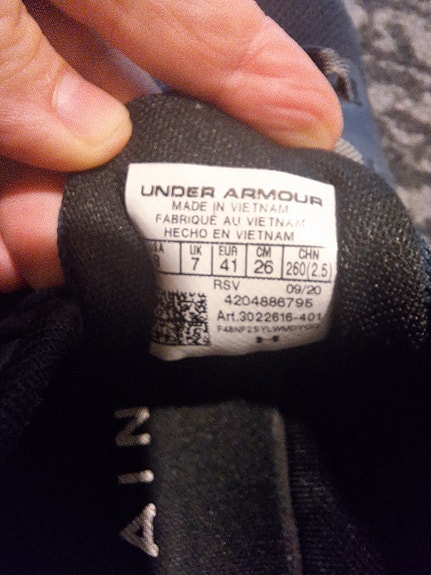 UNDER ARMOUR
MADE IN VIETNAM
FABRIQUÉ AU VIETNAM
HECHO EN VIETNAM
UK EUR CM CHN
7 41 26 260(2.5)
RSV 09/20
4204886795
Art.3022616-401
AIN